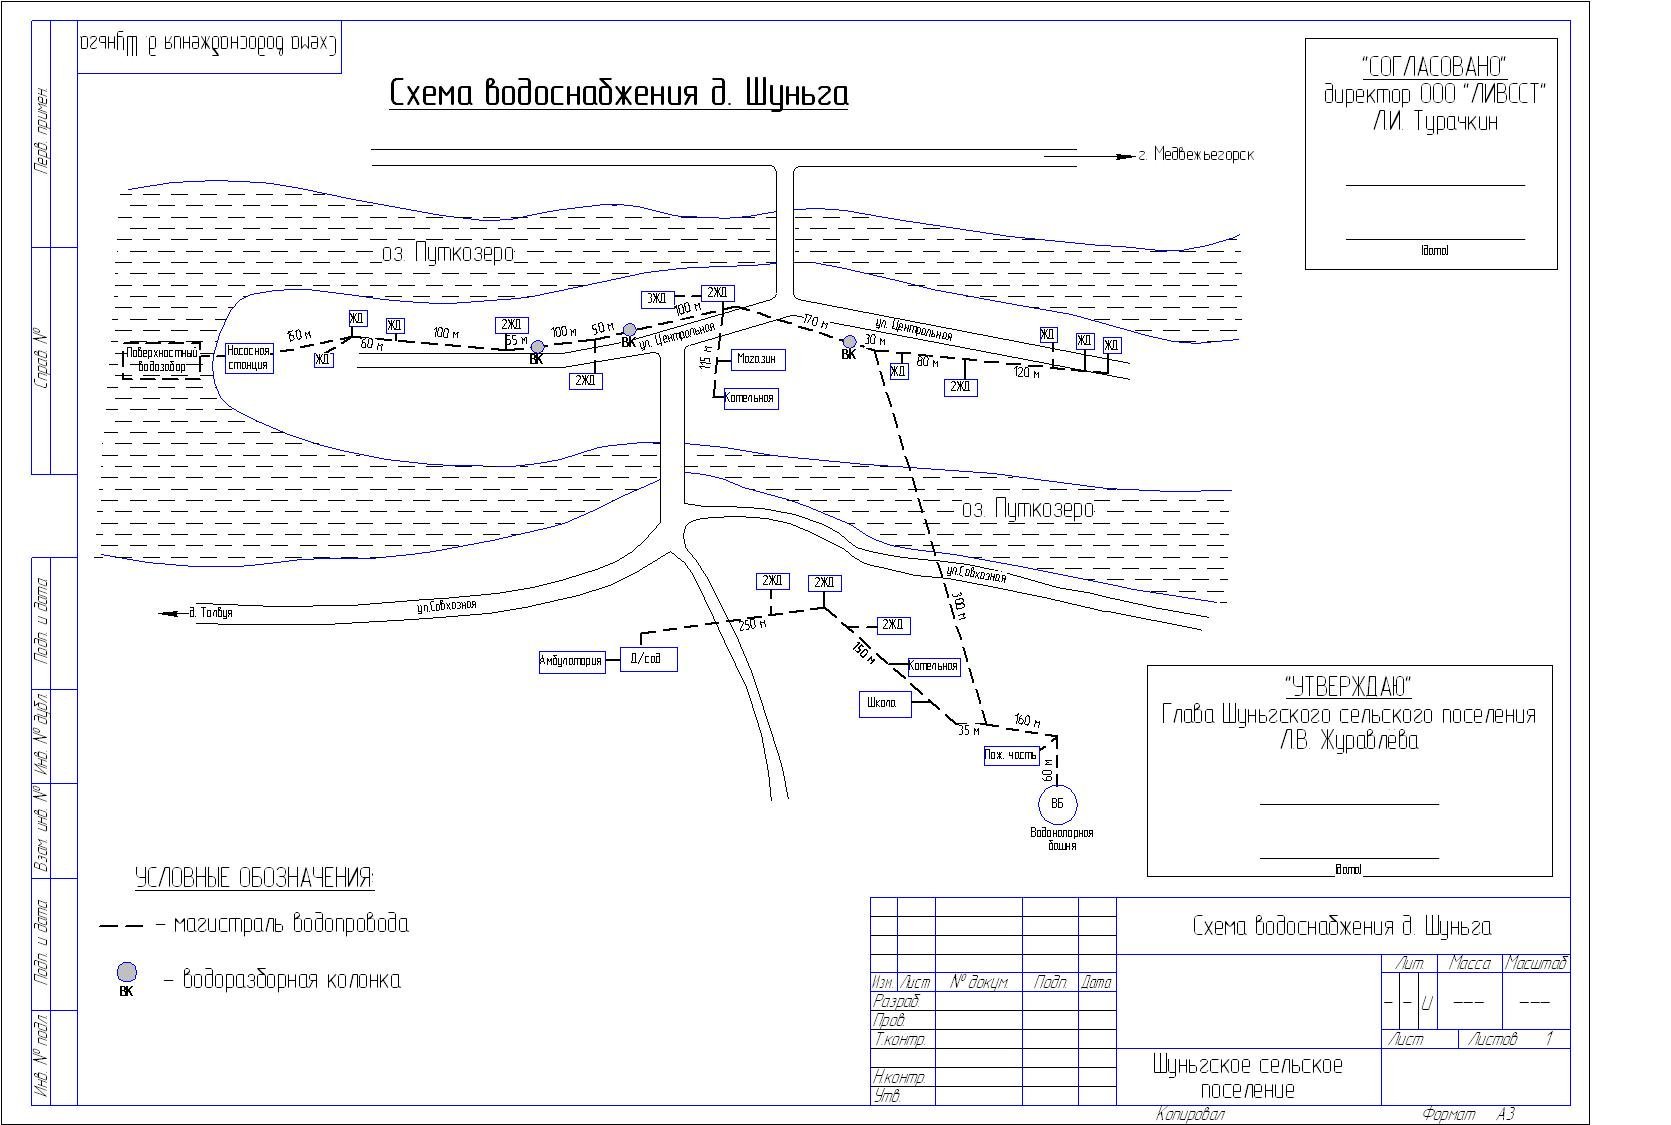 Схема водоснабжения д. Шуньга
Схема водоснабжения д. Шуньга
"СОГЛАСОВАНО"
директор ООО "ЛИВССТ"
Л.И. Турачкин
(дата)
г. Медвежьегорск
оз. Путкозеро
Поверхностный
водозабор
Насосная
станция
ЖД
ЖД
60 м
ЖД
100 м
2ЖД
55 м
ВК
100 м
50 м
ВК
2ЖД
3ЖД
2ЖД
100 м
ул. Центральная
115 м
Магазин
Котельная
170 м
ВК
30 м
ул. Центральная
ЖД
80 м
2ЖД
120 м
ЖД
ЖД
ЖД
оз. Путкозеро
ул.Совхозная
ул.Совхозная
д. Толвуя
300 м
2ЖД
2ЖД
250 м
2ЖД
150 м
Амбулатория
Д/сад
Котельная
Школа
35 м
160 м
Пож. часть
60 м
ВБ
Водонапорная
башня
"УТВЕРЖДАЮ"
Глава Шуньгского сельского поселения
Л.В. Журавлёва
(дата)
УСЛОВНЫЕ ОБОЗНАЧЕНИЯ:
– магистраль водопровода
ВК
– водоразборная колонка
Перв. примен.
Справ. №
Подп. и дата
Инв. № дубл.
Взам. инв. №
Подп. и дата
Инв. № подл.
Схема водоснабжения д. Шуньга
Лит. Масса Масштаб
Изм. Лист № докум. Подп. Дата
Разраб.
Пров.
Т.контр.
Н.контр.
Утв.
- - И --- ---
Лист Листов 1
Шуньгское сельское
поселение
Копировал
Формат А3